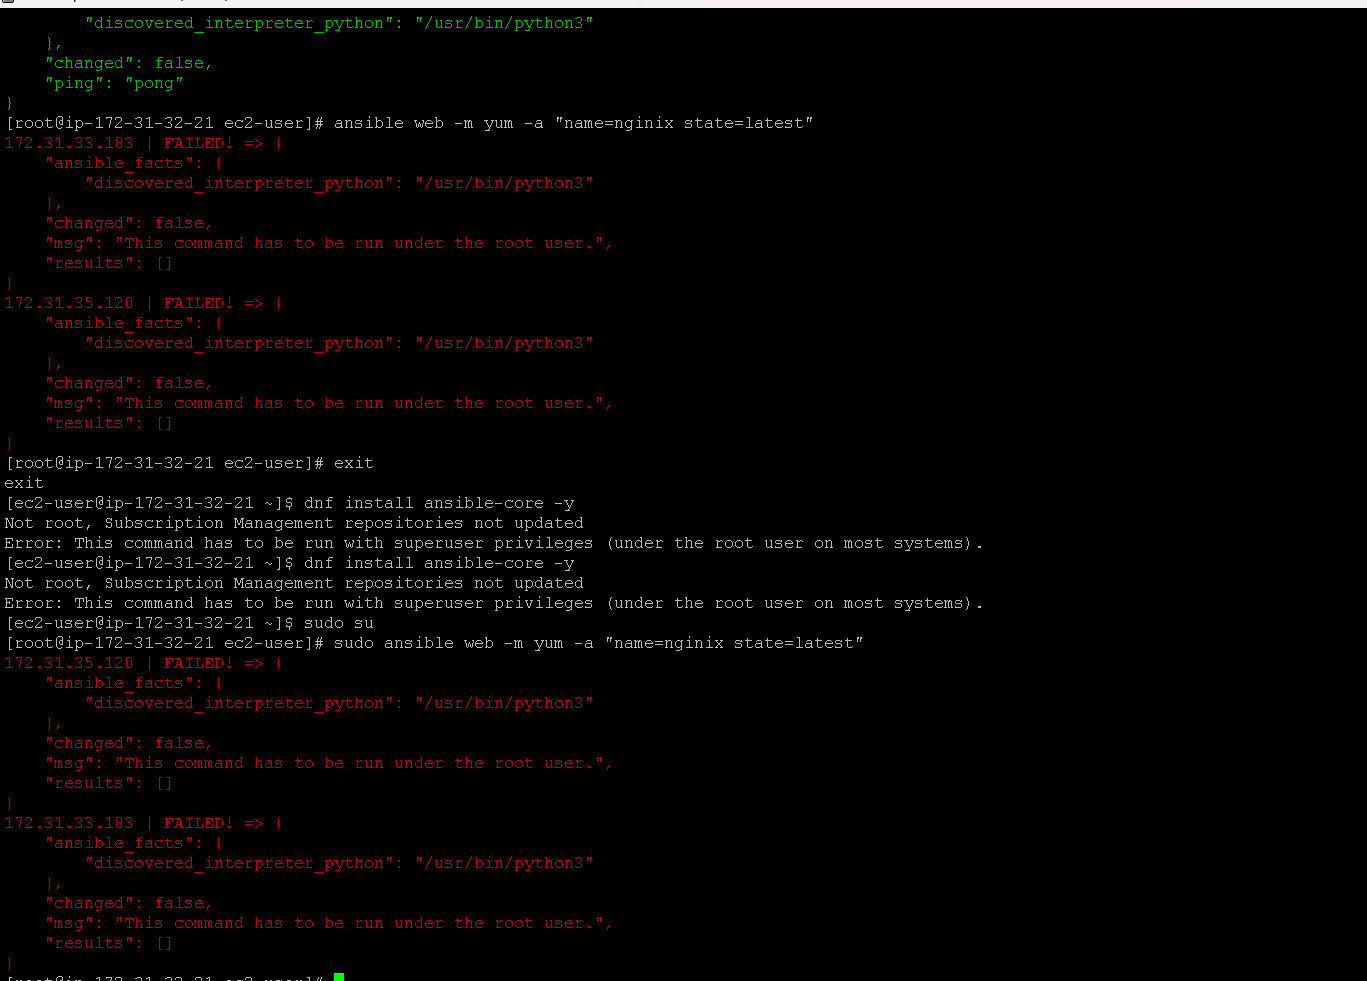 "discovered_interpreter_python": "/usr/bin/python3"
},
"changed": false,
"ping": "pong"
}
[root@ip-172-31-32-21 ec2-user]# ansible web -m yum -a "name=nginix state=latest"
172.31.33.183 | FAILED! => {
"ansible_facts": {
"discovered_interpreter_python": "/usr/bin/python3"
},
"changed": false,
"msg": "This command has to be run under the root user.",
"results": []
}
172.31.35.120 | FAILED! => {
"ansible_facts": {
"discovered_interpreter_python": "/usr/bin/python3"
},
"changed": false,
"msg": "This command has to be run under the root user.",
"results": []
}
[root@ip-172-31-32-21 ec2-user]# exit
exit
[ec2-user@ip-172-31-32-21 ~]$ dnf install ansible-core -y
Not root, Subscription Management repositories not updated
Error: This command has to be run with superuser privileges (under the root user on most systems).
[ec2-user@ip-172-31-32-21 ~]$ dnf install ansible-core -y
Not root, Subscription Management repositories not updated
Error: This command has to be run with superuser privileges (under the root user on most systems).
[ec2-user@ip-172-31-32-21 ~]$ sudo su
[root@ip-172-31-32-21 ec2-user]# sudo ansible web -m yum -a "name=nginix state=latest"
172.31.35.120 | FAILED! => {
"ansible_facts": {
"discovered_interpreter_python": "/usr/bin/python3"
},
"changed": false,
"msg": "This command has to be run under the root user.",
"results": []
}
172.31.33.183 | FAILED! => {
"ansible_facts": {
"discovered_interpreter_python": "/usr/bin/python3"
},
"changed": false,
"msg": "This command has to be run under the root user.",
"results": []
}
[root@ip-172-31-32-21 ec2-user]#